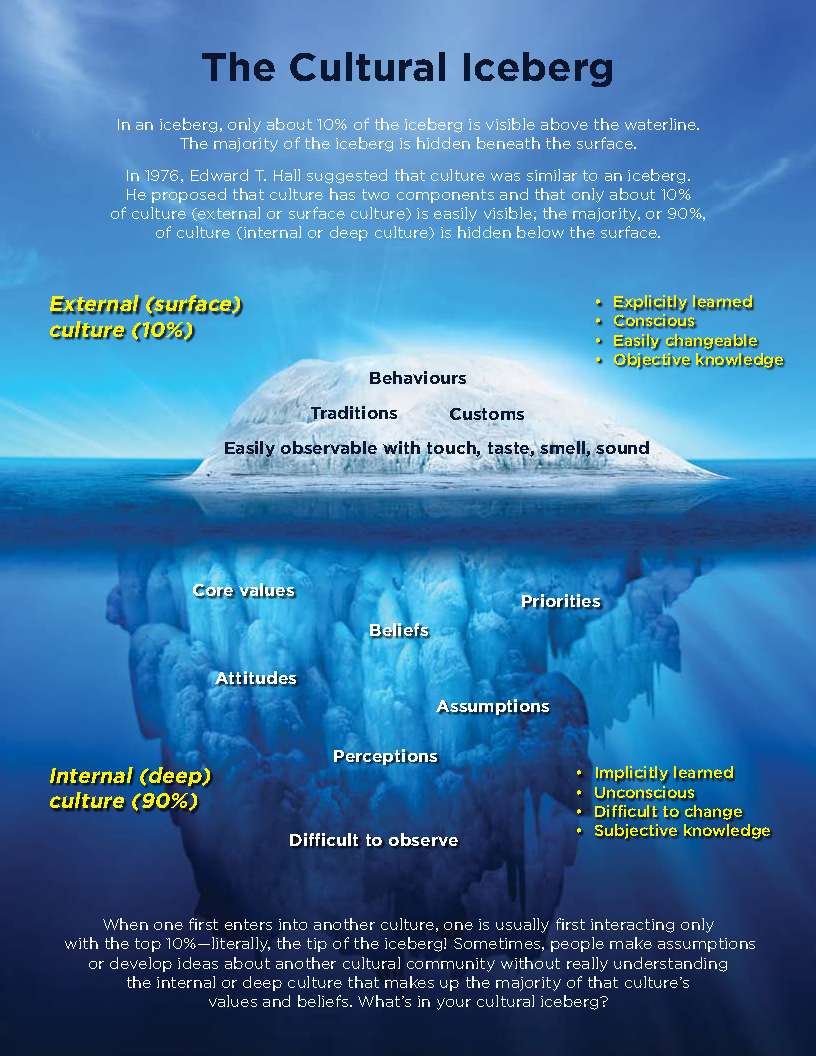 The Cultural Iceberg
In an iceberg, only about 10% of the iceberg is visible above the waterline.
The majority of the iceberg is hidden beneath the surface.
In 1976, Edward T. Hall suggested that culture was similar to an iceberg.
He proposed that culture has two components and that only about 10%
of culture (external or surface culture) is easily visible; the majority, or 90%,
of culture (internal or deep culture) is hidden below the surface.
External (surface)
culture (10%)
• Explicitly learned
• Conscious
• Easily changeable
• Objective knowledge
Behaviours
Traditions Customs
Easily observable with touch, taste, smell, sound
Core values
Priorities
Beliefs
Attitudes
Assumptions
Perceptions
Internal (deep)
culture (90%)
• Implicitly learned
• Unconscious
• Difficult to change
• Subjective knowledge
Difficult to observe
When one first enters into another culture, one is usually first interacting only
with the top 10%—literally, the tip of the iceberg! Sometimes, people make assumptions
or develop ideas about another cultural community without really understanding
the internal or deep culture that makes up the majority of that culture's
values and beliefs. What's in your cultural iceberg?